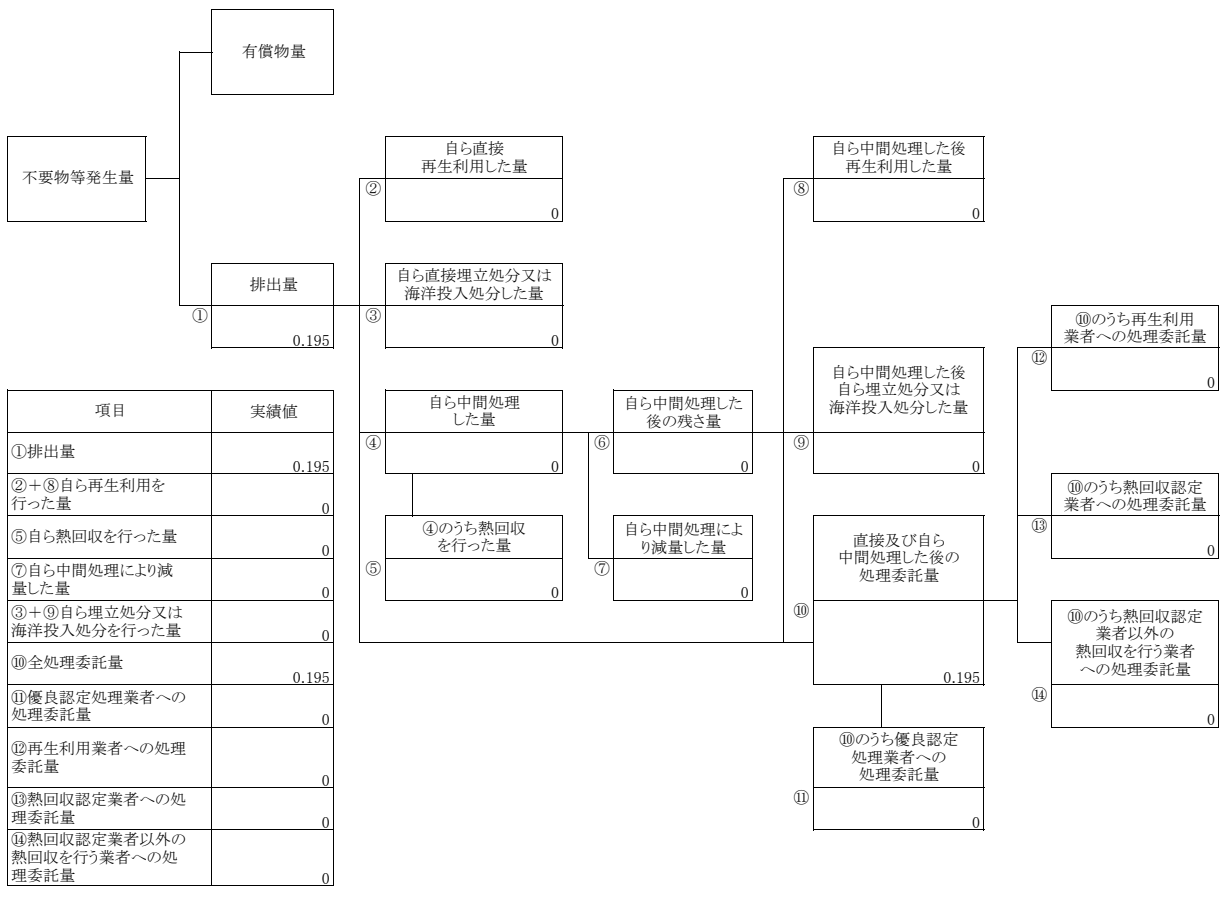 有償物量
不要物等発生量
排出量
①
0.195
自ら直接
再生利用した量
②
0
自ら直接埋立処分又は
海洋投入処分した量
③
0
自ら中間処理
した量
④
0
④のうち熱回収
を行った量
⑤
0
自ら中間処理した
後の残さ量
⑥
0
自ら中間処理によ
り減量した量
⑦
0
自ら中間処理した後
再生利用した量
⑧
0
自ら中間処理した後
自ら埋立処分又は
海洋投入処分した量
⑨
0
直接及び自ら
中間処理した後の
処理委託量
⑩
0.195
⑩のうち優良認定
処理業者への
処理委託量
⑪
0
⑩のうち再生利用
業者への処理委託量
⑫
0
⑩のうち熱回収認定
業者への処理委託量
⑬
0
⑩のうち熱回収認定
業者以外の
熱回収を行う業者
への処理委託量
⑭
0
項目 実績値
①排出量
0.195
②＋⑧自ら再生利用を
行った量
0
⑤自ら熱回収を行った量
0
⑦自ら中間処理により減
量した量
0
③＋⑨自ら埋立処分又は
海洋投入処分を行った量
0
⑩全処理委託量
0.195
⑪優良認定処理業者への
処理委託量
0
⑫再生利用業者への処理
委託量
0
⑬熱回収認定業者への処
理委託量
0
⑭熱回収認定業者以外の
熱回収を行う業者への処
理委託量
0